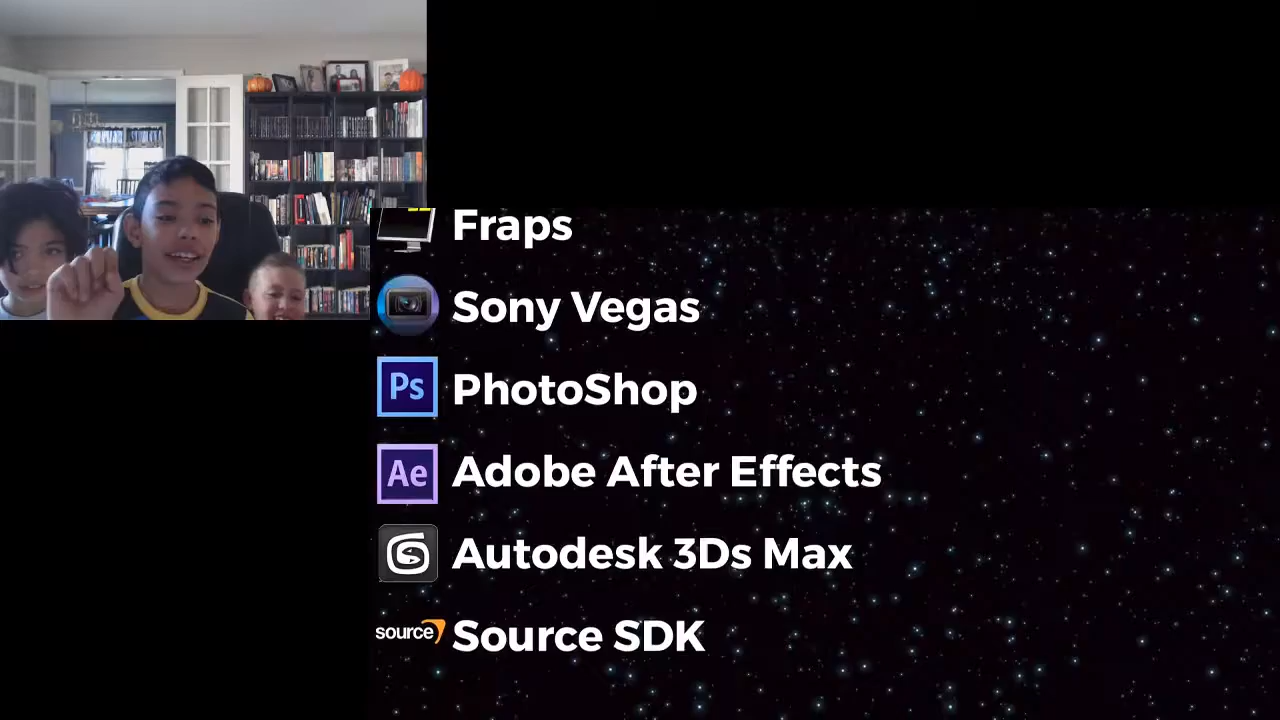 Fraps
Sony Vegas
Ps PhotoShop
Ae Adobe After Effects
Autodesk 3Ds Max
source Source SDK